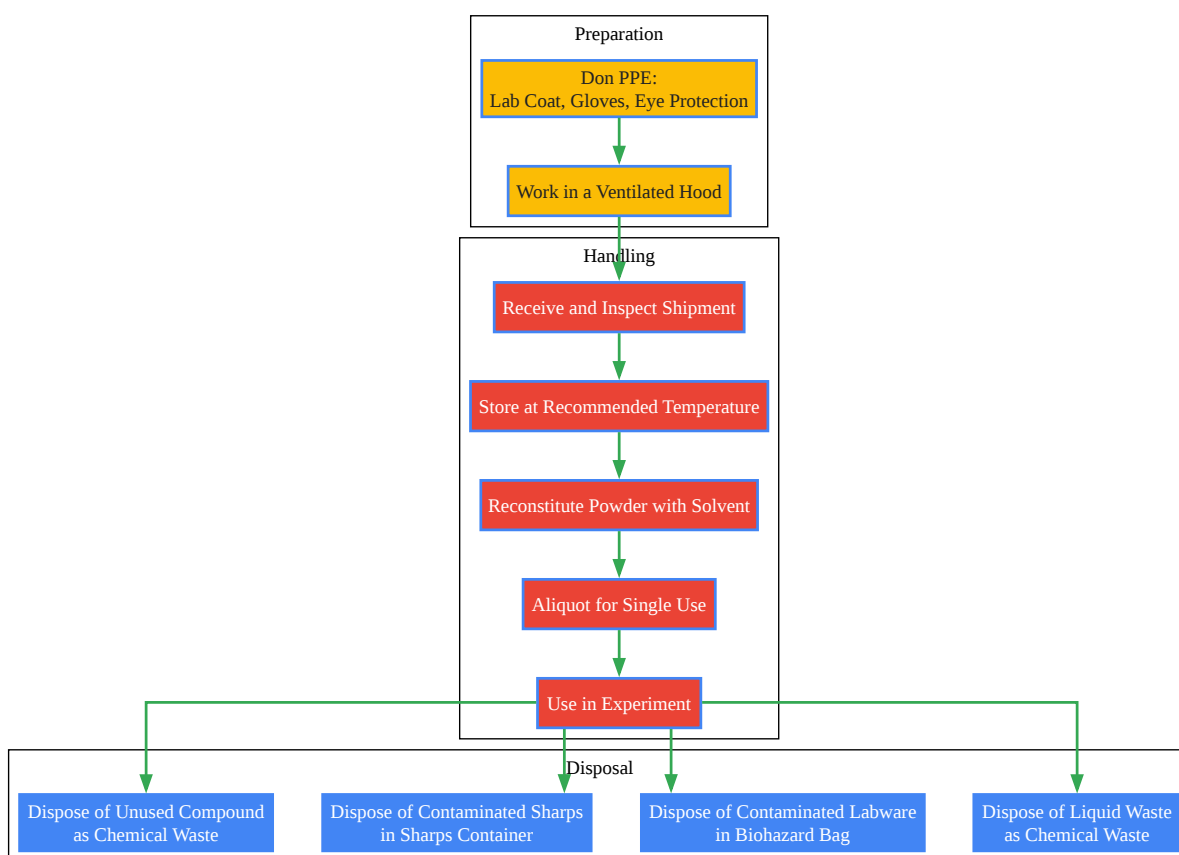 Preparation
Don PPE:
Lab Coat, Gloves, Eye Protection
Work in a Ventilated Hood
Handling
Receive and Inspect Shipment
Store at Recommended Temperature
Reconstitute Powder with Solvent
Aliquot for Single Use
Use in Experiment
Disposal
Dispose of Unused Compound
as Chemical Waste
Dispose of Contaminated Sharps
in Sharps Container
Dispose of Contaminated Labware
in Biohazard Bag
Dispose of Liquid Waste
as Chemical Waste